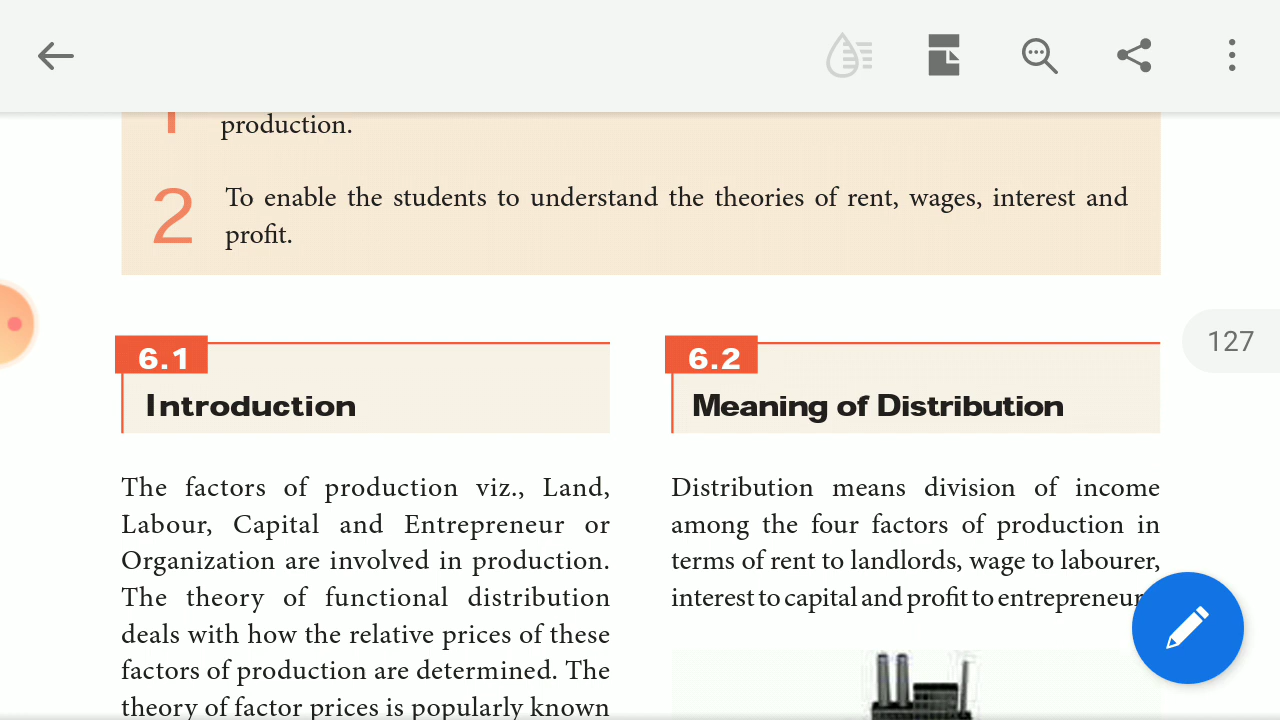 production.
2
To enable the students to understand the theories of rent, wages, interest and
profit.
127
6.1
Introduction
The factors of production viz., Land,
Labour, Capital and Entrepreneur or
Organization are involved in production.
The theory of functional distribution
deals with how the relative prices of these
factors of production are determined. The
theory of factor prices is popularly known
6.2
Meaning of Distribution
Distribution means division of income
among the four factors of production in
terms of rent to landlords, wage to labourer,
interest to capital and profit to entrepreneur